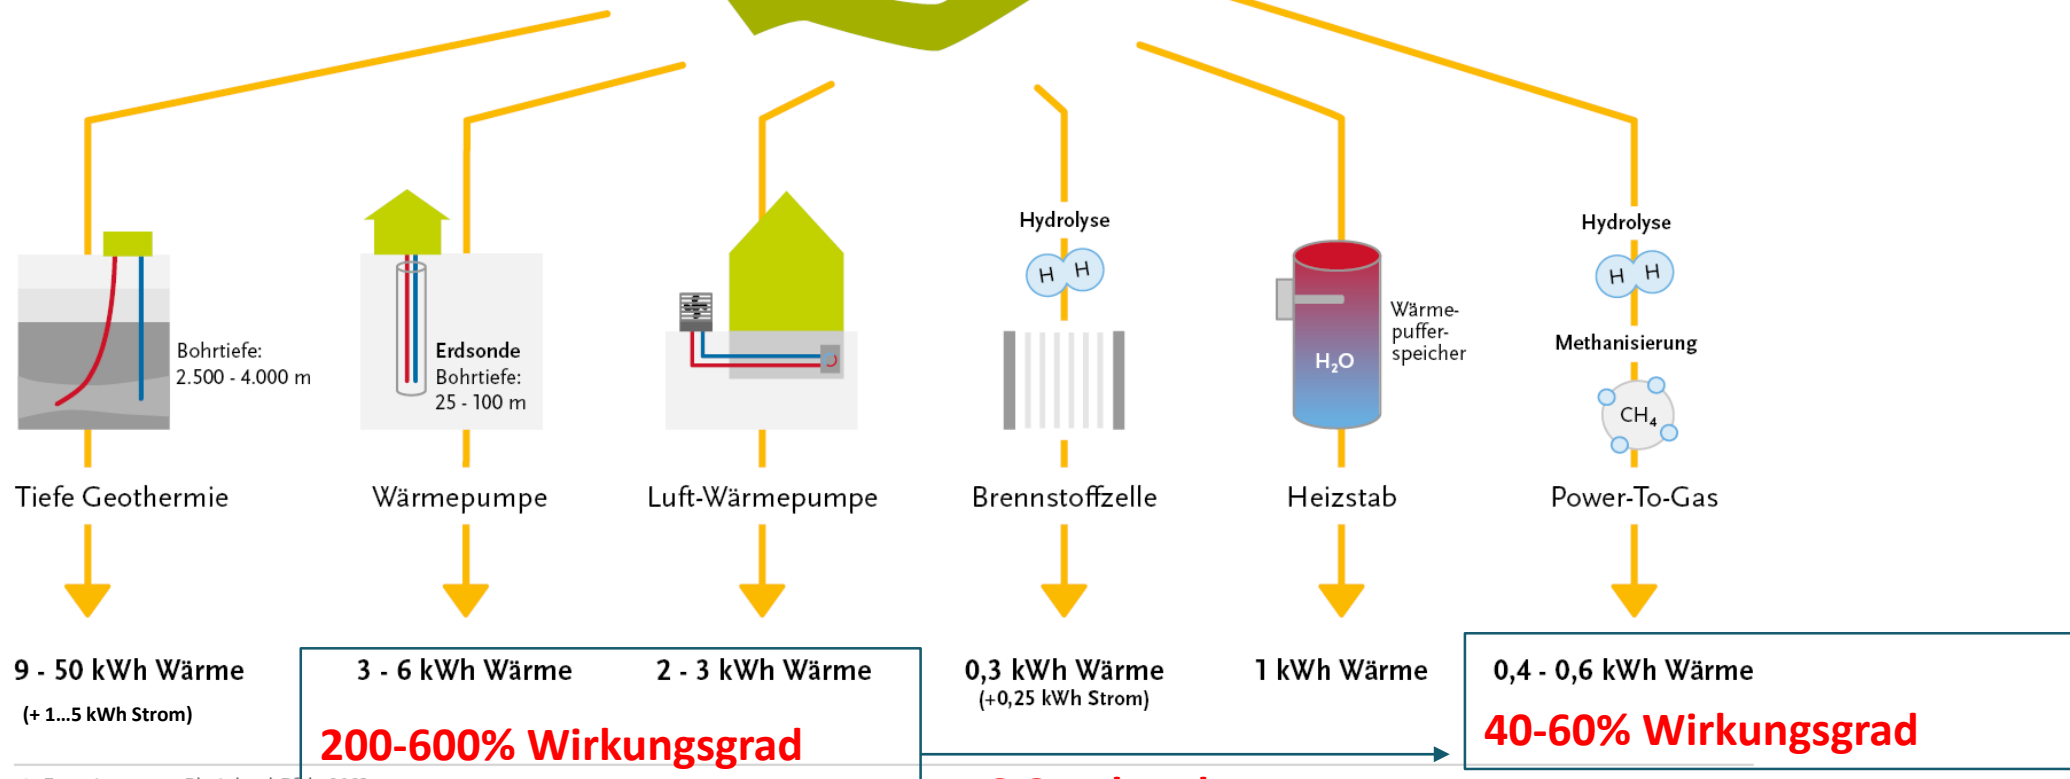 Hydrolyse
H H
Hydrolyse
H H
Bohrtiefe:
2.500 - 4.000 m
Erdsonde
Bohrtiefe:
25 - 100 m
H₂O
Wärme-
puffer-
speicher
Methanisierung
CH₄
Tiefe Geothermie
Wärmepumpe
Luft-Wärmepumpe
Brennstoffzelle
Heizstab
Power-To-Gas
9 - 50 kWh Wärme
(+ 1...5 kWh Strom)
3 - 6 kWh Wärme
2 - 3 kWh Wärme
0,3 kWh Wärme
(+0,25 kWh Strom)
1 kWh Wärme
0,4 - 0,6 kWh Wärme
200-600% Wirkungsgrad
40-60% Wirkungsgrad